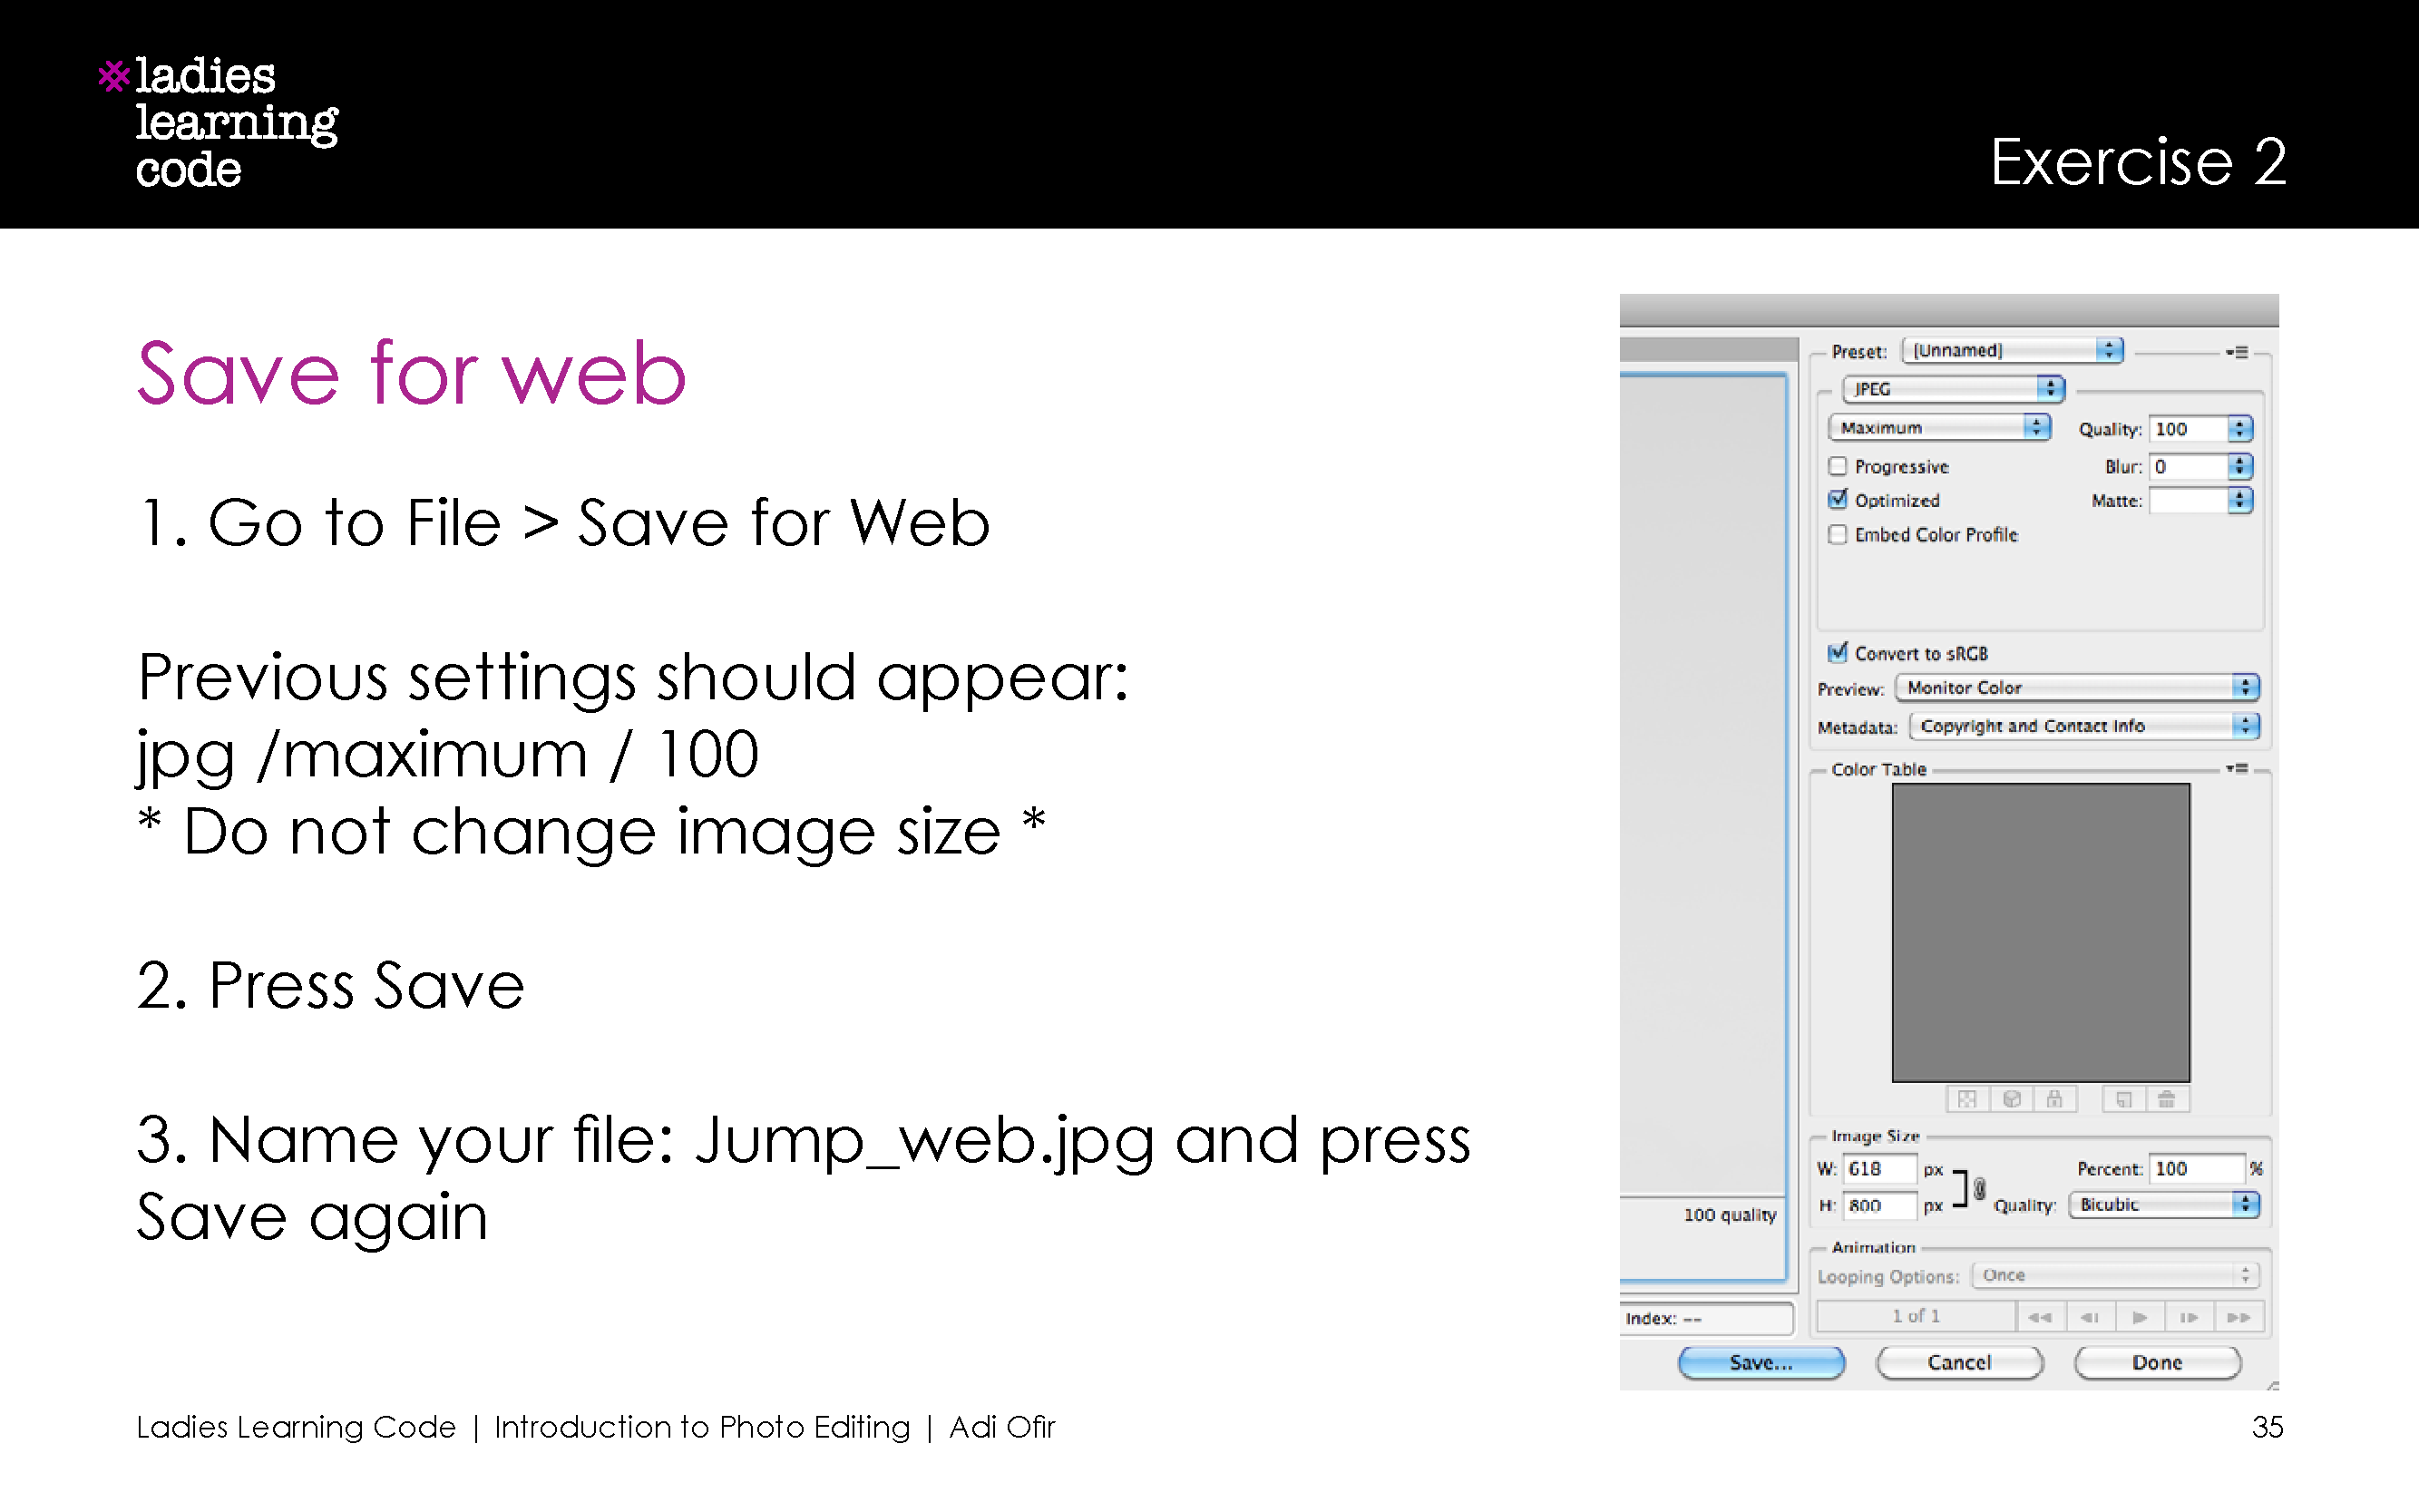 ladies
learning
code
Exercise 2
Save for web
1. Go to File > Save for Web
Previous settings should appear:
jpg /maximum / 100
* Do not change image size *
2. Press Save
3. Name your file: Jump_web.jpg and press
Save again
Preset: [Unnamed]
JPEG
Maximum Quality: 100
Progressive Blur: 0
Optimized Matte:
Embed Color Profile
Convert to sRGB
Preview: Monitor Color
Metadata: Copyright and Contact Info
Color Table
Image Size
W: 618 px Percent: 100 %
H: 800 px Quality: Bicubic
100 quality
Animation
Looping Options: Once
Index: -- 1 of 1
Save... Cancel Done
Ladies Learning Code | Introduction to Photo Editing | Adi Ofir 35